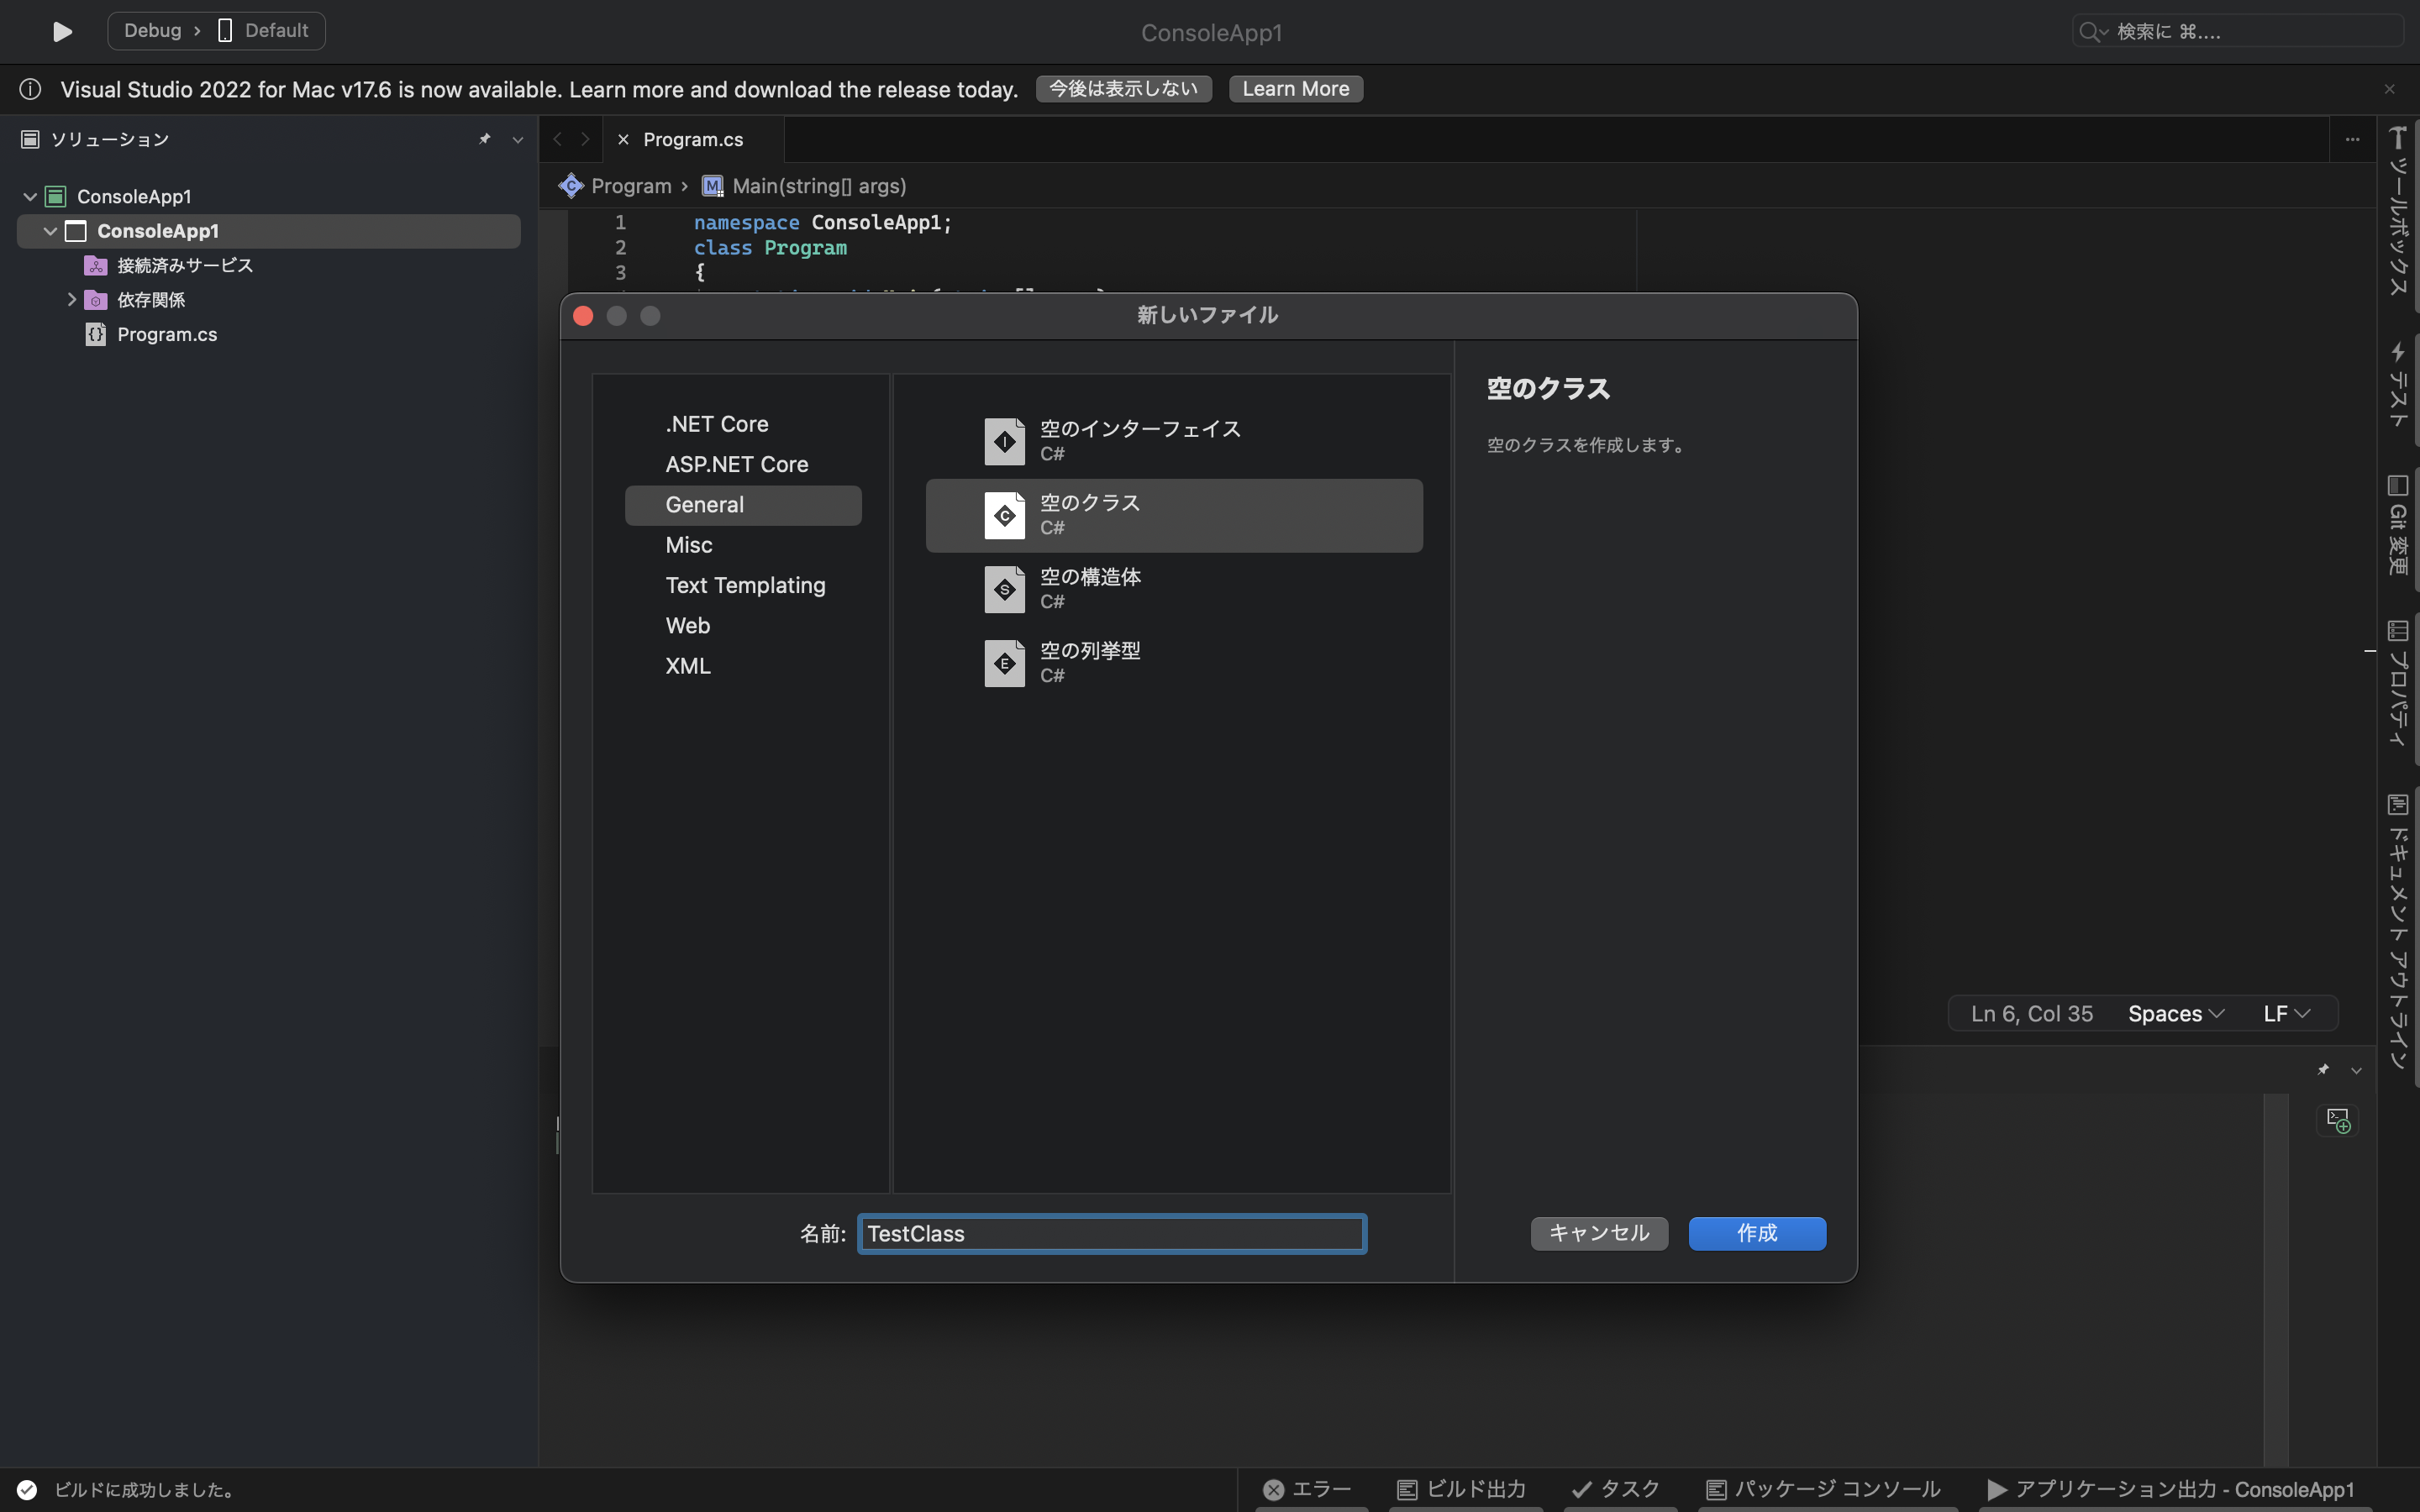 Debug › Default
ConsoleApp1
検索に ⌘....
Visual Studio 2022 for Mac v17.6 is now available. Learn more and download the release today.
今後は表示しない
Learn More
ソリューション
ConsoleApp1
ConsoleApp1
接続済みサービス
依存関係
Program.cs
Program.cs
Program › Main(string[] args)
1 namespace ConsoleApp1;
2 class Program
3 {
新しいファイル
.NET Core
ASP.NET Core
General
Misc
Text Templating
Web
XML
空のインターフェイス
C#
空のクラス
C#
空の構造体
C#
空の列挙型
C#
空のクラス
空のクラスを作成します。
名前: TestClass
キャンセル
作成
ツールボックス
テスト
Git 変更
プロパティ
ドキュメント アウトライン
Ln 6, Col 35 Spaces LF
ビルドに成功しました。
エラー
ビルド出力
タスク
パッケージ コンソール
アプリケーション出力 - ConsoleApp1